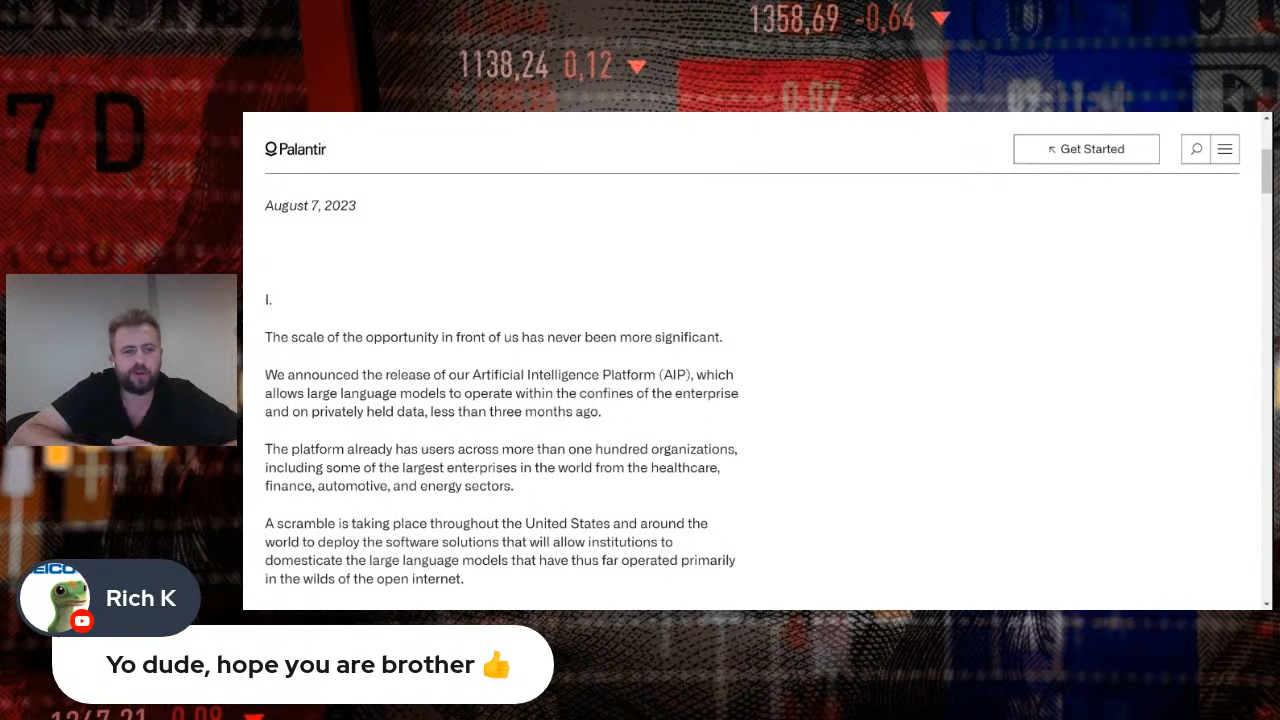 1358,69 -0,64
1138,24 0,12
7 D
Palantir
Get Started
August 7, 2023
I.
The scale of the opportunity in front of us has never been more significant.
We announced the release of our Artificial Intelligence Platform (AIP), which
allows large language models to operate within the confines of the enterprise
and on privately held data, less than three months ago.
The platform already has users across more than one hundred organizations,
including some of the largest enterprises in the world from the healthcare,
finance, automotive, and energy sectors.
A scramble is taking place throughout the United States and around the
world to deploy the software solutions that will allow institutions to
domesticate the large language models that have thus far operated primarily
in the wilds of the open internet.
Rich K
Yo dude, hope you are brother 👍